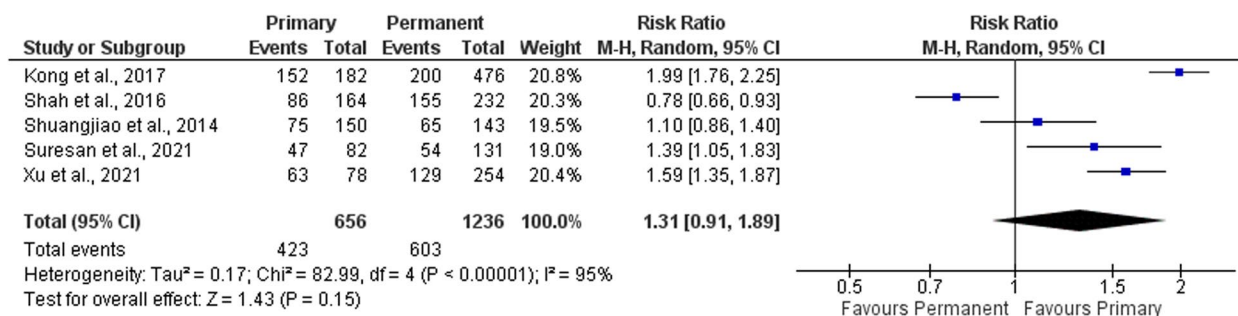 Primary Permanent Risk Ratio Risk Ratio
Study or Subgroup Events Total Events Total Weight M-H, Random, 95% CI M-H, Random, 95% CI
Kong et al., 2017 152 182 200 476 20.8% 1.99 [1.76, 2.25]
Shah et al., 2016 86 164 155 232 20.3% 0.78 [0.66, 0.93]
Shuangjiao et al., 2014 75 150 65 143 19.5% 1.10 [0.86, 1.40]
Suresan et al., 2021 47 82 54 131 19.0% 1.39 [1.05, 1.83]
Xu et al., 2021 63 78 129 254 20.4% 1.59 [1.35, 1.87]
Total (95% CI) 656 1236 100.0% 1.31 [0.91, 1.89]
Total events 423 603
Heterogeneity: Tau² = 0.17; Chi² = 82.99, df = 4 (P < 0.00001); I² = 95%
Test for overall effect: Z = 1.43 (P = 0.15)
0.5 0.7 1 1.5 2
Favours Permanent Favours Primary